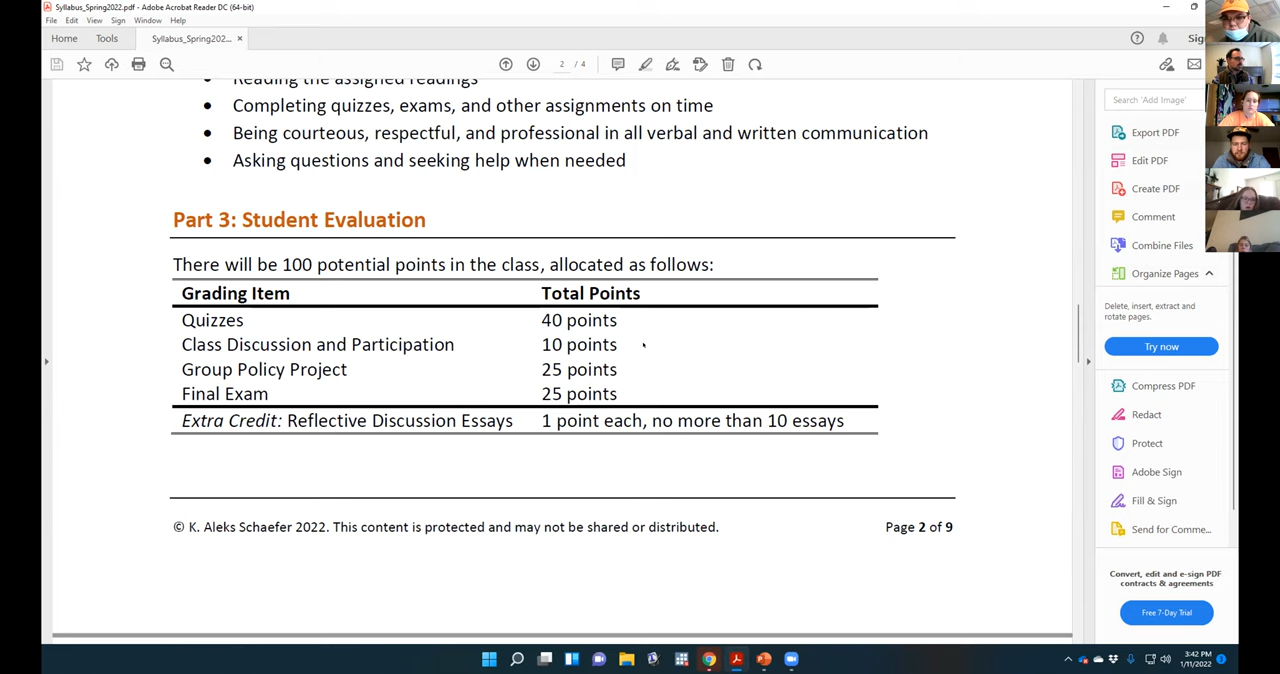 Syllabus_Spring2022.pdf - Adobe Acrobat Reader DC (64-bit)
File Edit View Sign Window Help
Home Tools Syllabus_Spring202... ×
2 / 4
Reading the assigned readings
• Completing quizzes, exams, and other assignments on time
• Being courteous, respectful, and professional in all verbal and written communication
• Asking questions and seeking help when needed
Part 3: Student Evaluation
There will be 100 potential points in the class, allocated as follows:
Grading Item Total Points
Quizzes 40 points
Class Discussion and Participation 10 points
Group Policy Project 25 points
Final Exam 25 points
Extra Credit: Reflective Discussion Essays 1 point each, no more than 10 essays
© K. Aleks Schaefer 2022. This content is protected and may not be shared or distributed. Page 2 of 9
Search 'Add Image'
Export PDF
Edit PDF
Create PDF
Comment
Combine Files
Organize Pages
Delete, insert, extract and
rotate pages.
Try now
Compress PDF
Redact
Protect
Adobe Sign
Fill & Sign
Send for Comme...
Convert, edit and e-sign PDF
contracts & agreements
Free 7-Day Trial
3:42 PM
1/11/2022